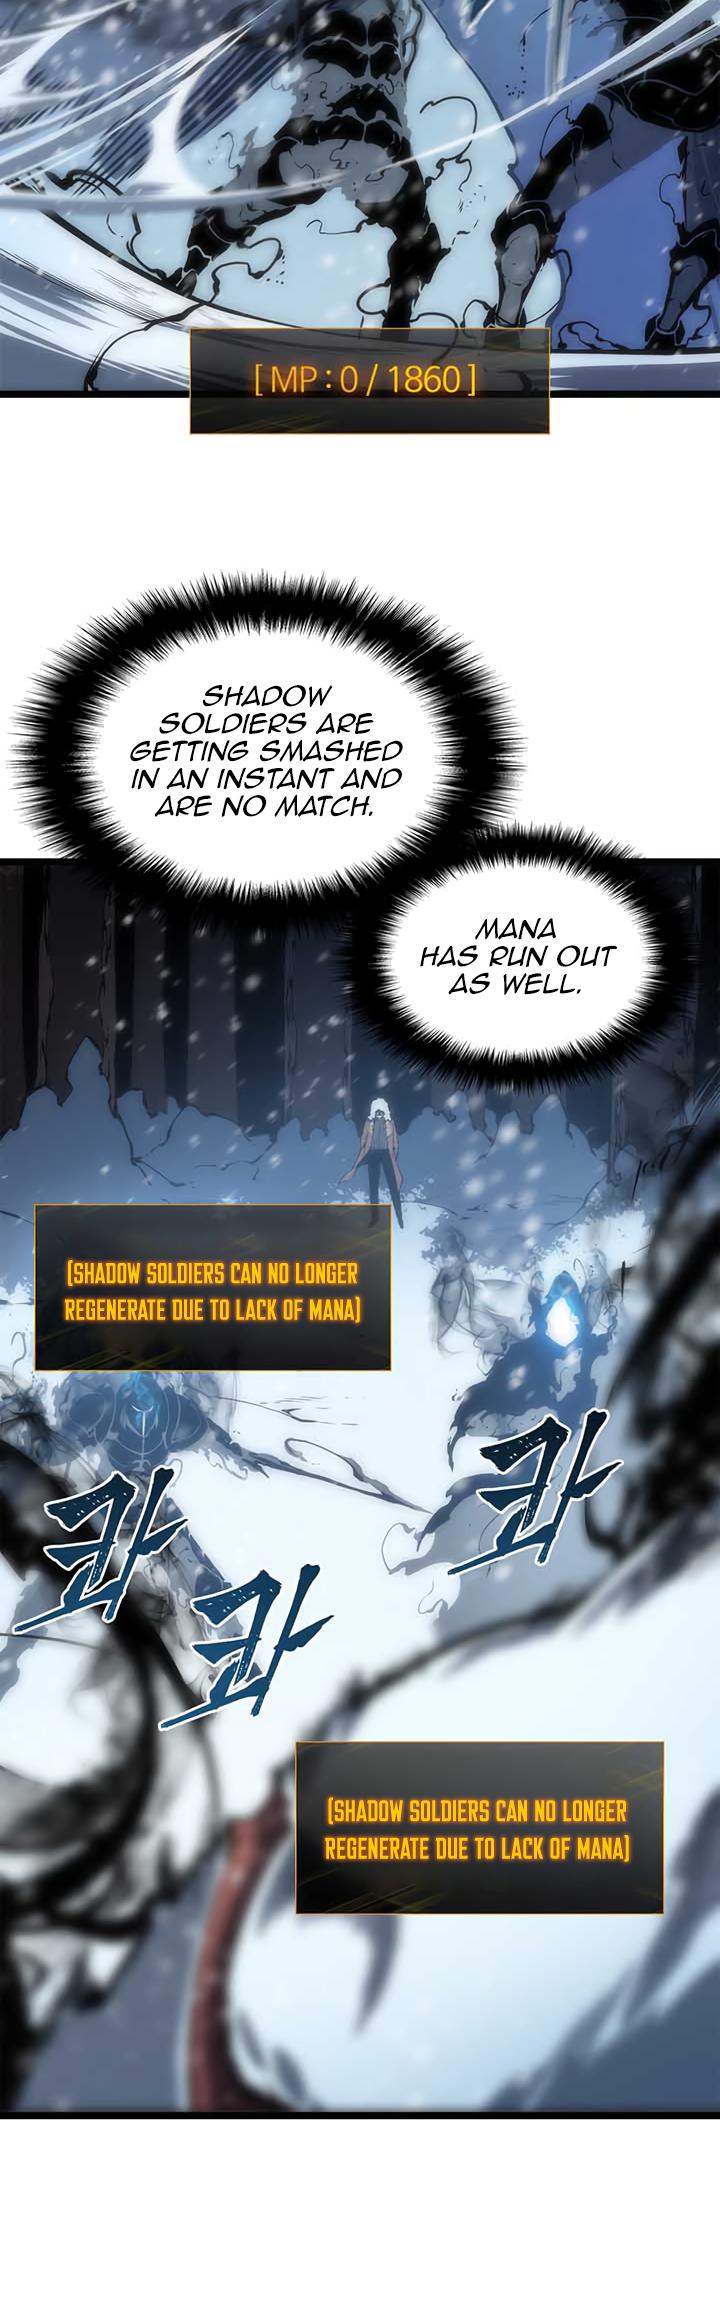 [ MP : 0 / 1860 ]
SHADOW
SOLDIERS ARE
GETTING SMASHED
IN AN INSTANT AND
ARE NO MATCH.
MANA
HAS RUN OUT
AS WELL.
[SHADOW SOLDIERS CAN NO LONGER
REGENERATE DUE TO LACK OF MANA]
콰
콰
콰
[SHADOW SOLDIERS CAN NO LONGER
REGENERATE DUE TO LACK OF MANA]